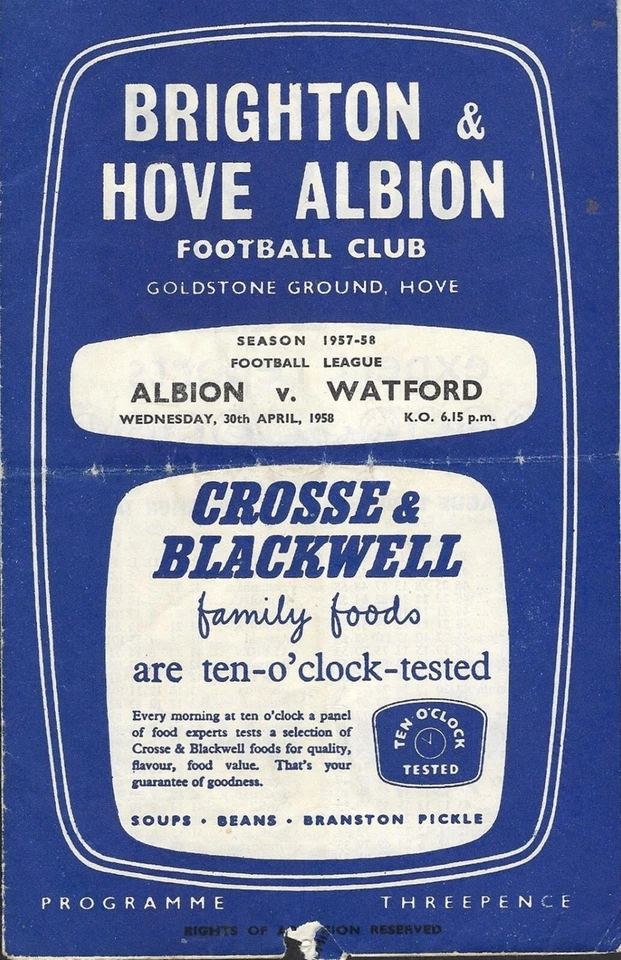 BRIGHTON &
HOVE ALBION
FOOTBALL CLUB
GOLDSTONE GROUND, HOVE
SEASON 1957-58
FOOTBALL LEAGUE
ALBION v. WATFORD
WEDNESDAY, 30th APRIL, 1958 K.O. 6.15 p.m.
CROSSE &
BLACKWELL
family foods
are ten-o'clock-tested
Every morning at ten o'clock a panel
of food experts tests a selection of
Crosse & Blackwell foods for quality,
flavour, food value. That's your
guarantee of goodness.
TEN O'CLOCK
TESTED
SOUPS · BEANS · BRANSTON PICKLE
PROGRAMME THREEPENCE
RIGHTS OF RESERVED